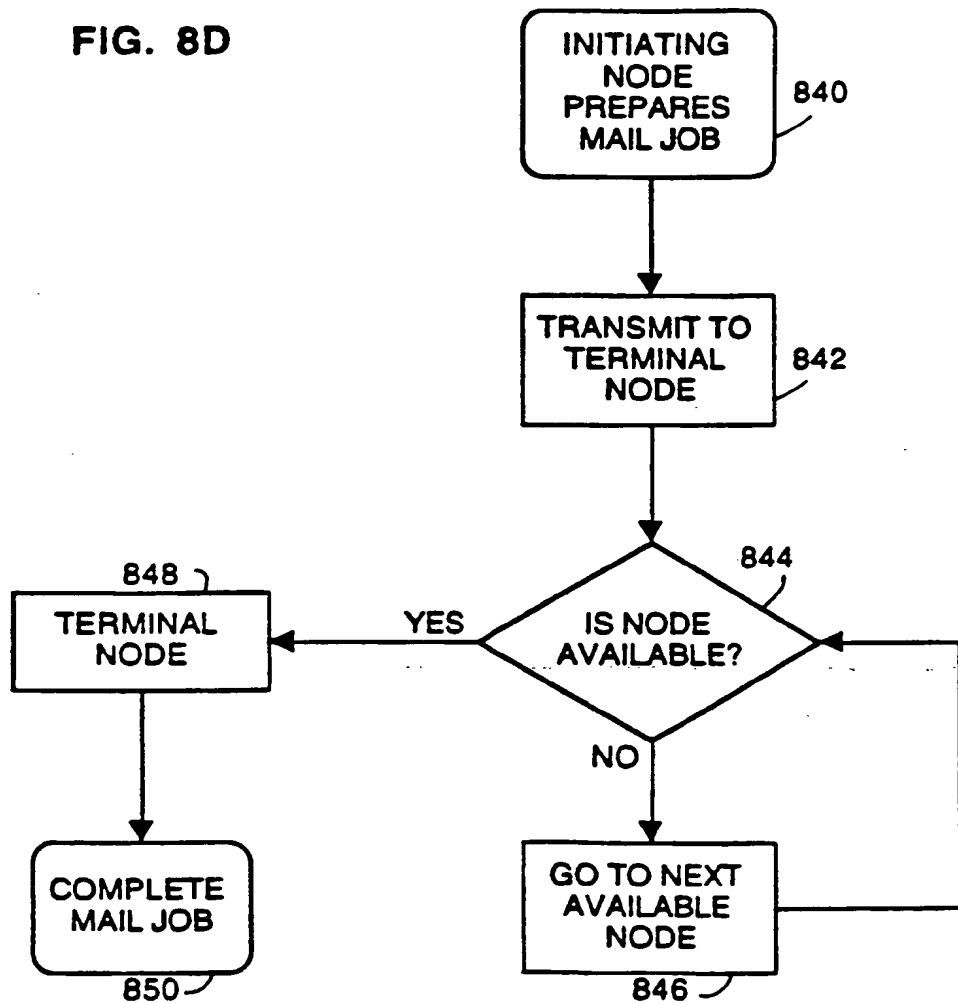 FIG. 8D
INITIATING
NODE
PREPARES
MAIL JOB
840
TRANSMIT TO
TERMINAL
NODE
842
844
IS NODE
AVAILABLE?
YES
NO
848
TERMINAL
NODE
COMPLETE
MAIL JOB
850
GO TO NEXT
AVAILABLE
NODE
846